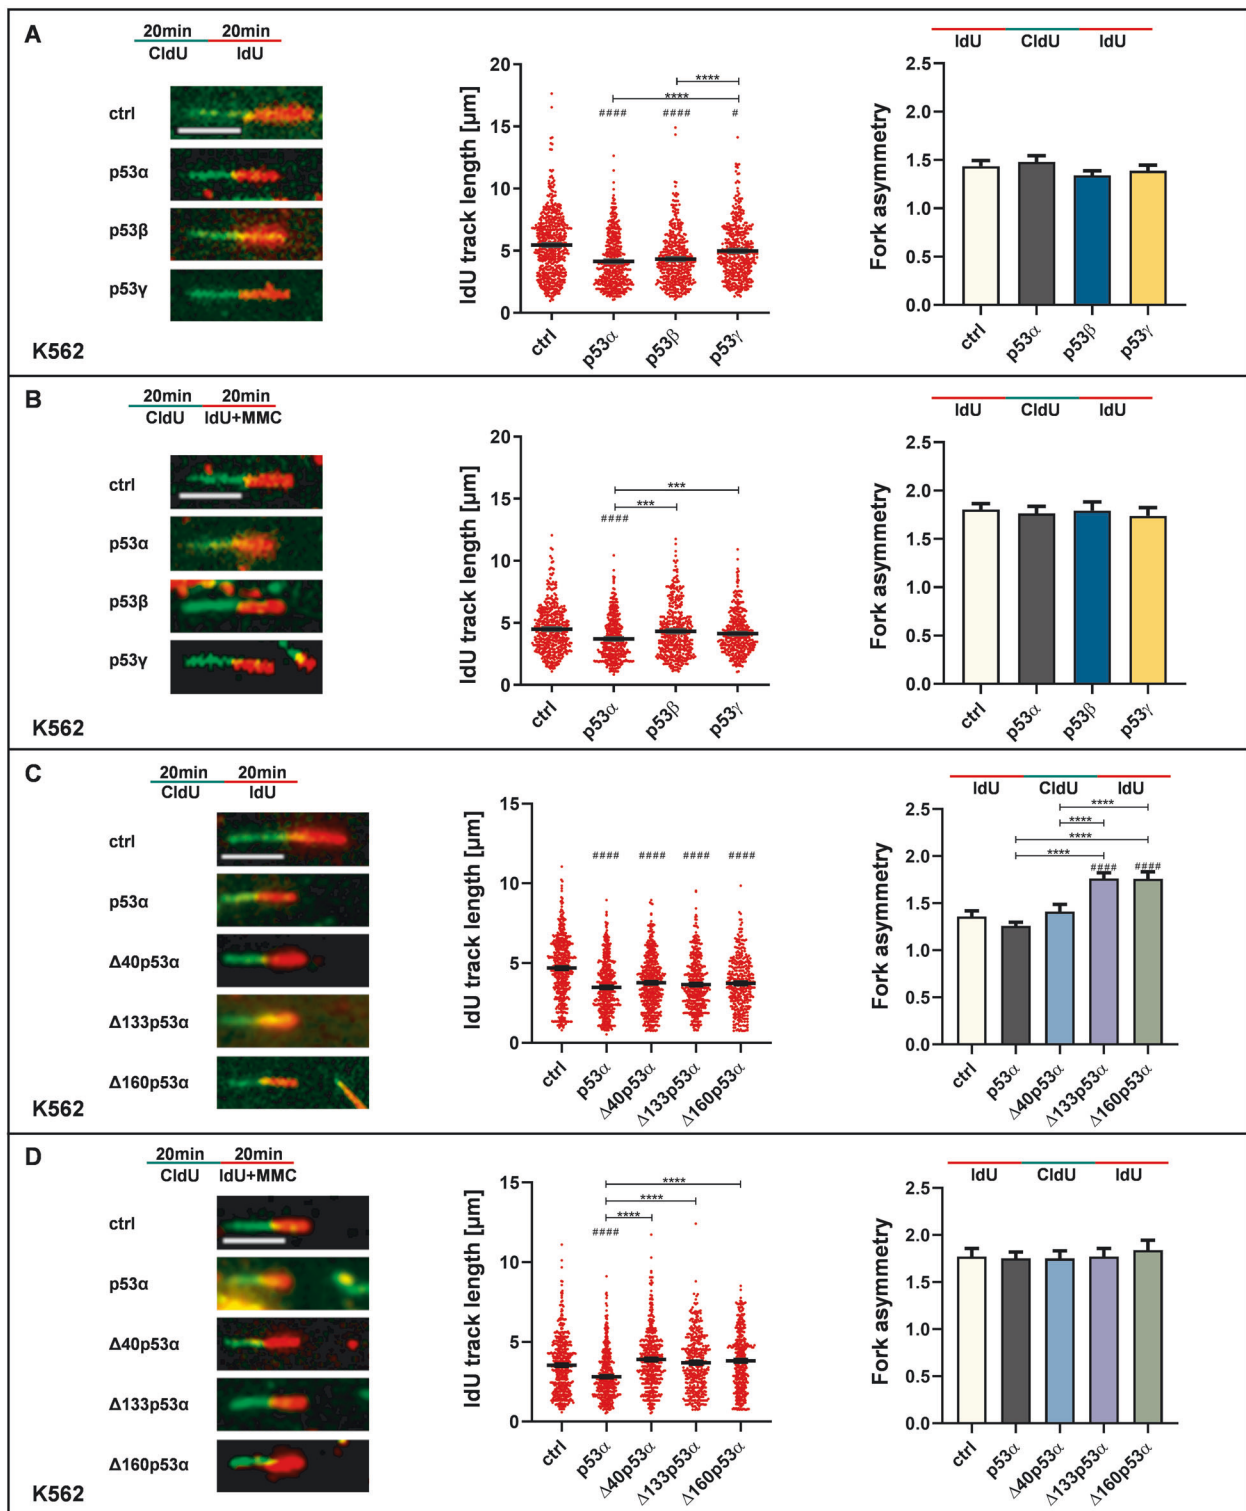 A
20min 20min
CldU IdU
ctrl
p53α
p53β
p53γ
K562
IdU track length [µm]
20
15
10
5
0
****
****
#### #### #
ctrl p53α p53β p53γ
IdU CldU IdU
Fork asymmetry
2.5
2.0
1.5
1.0
0.5
0.0
ctrl p53α p53β p53γ
B
20min 20min
CldU IdU+MMC
ctrl
p53α
p53β
p53γ
K562
IdU track length [µm]
20
15
10
5
0
***
***
####
ctrl p53α p53β p53γ
IdU CldU IdU
Fork asymmetry
2.5
2.0
1.5
1.0
0.5
0.0
ctrl p53α p53β p53γ
C
20min 20min
CldU IdU
ctrl
p53α
Δ40p53α
Δ133p53α
Δ160p53α
K562
IdU track length [µm]
15
10
5
0
#### #### #### ####
ctrl p53α Δ40p53α Δ133p53α Δ160p53α
IdU CldU IdU
Fork asymmetry
2.5
2.0
1.5
1.0
0.5
0.0
****
****
****
****
#### ####
ctrl p53α Δ40p53α Δ133p53α Δ160p53α
D
20min 20min
CldU IdU+MMC
ctrl
p53α
Δ40p53α
Δ133p53α
Δ160p53α
K562
IdU track length [µm]
15
10
5
0
****
****
****
####
ctrl p53α Δ40p53α Δ133p53α Δ160p53α
IdU CldU IdU
Fork asymmetry
2.5
2.0
1.5
1.0
0.5
0.0
ctrl p53α Δ40p53α Δ133p53α Δ160p53α